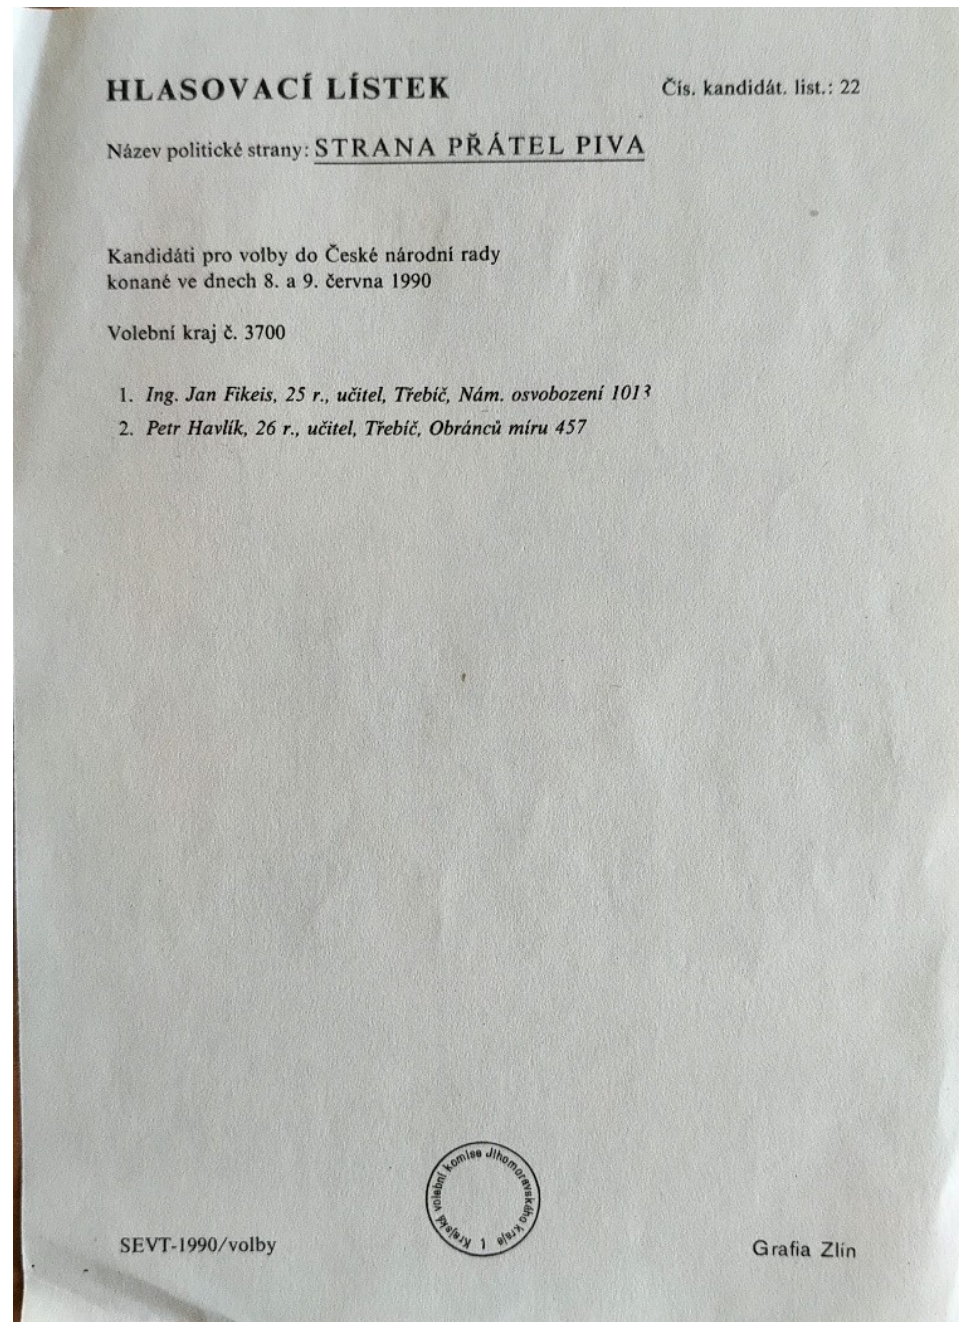 HLASOVACÍ LÍSTEK
Čís. kandidát. list.: 22
Název politické strany: STRANA PŘÁTEL PIVA
Kandidáti pro volby do České národní rady
konané ve dnech 8. a 9. června 1990
Volební kraj č. 3700
1. Ing. Jan Fikeis, 25 r., učitel, Třebíč, Nám. osvobození 1013
2. Petr Havlík, 26 r., učitel, Třebíč, Obránců míru 457
Krajská volební komise Jihomoravského kraje 1
SEVT-1990/volby
Grafia Zlín